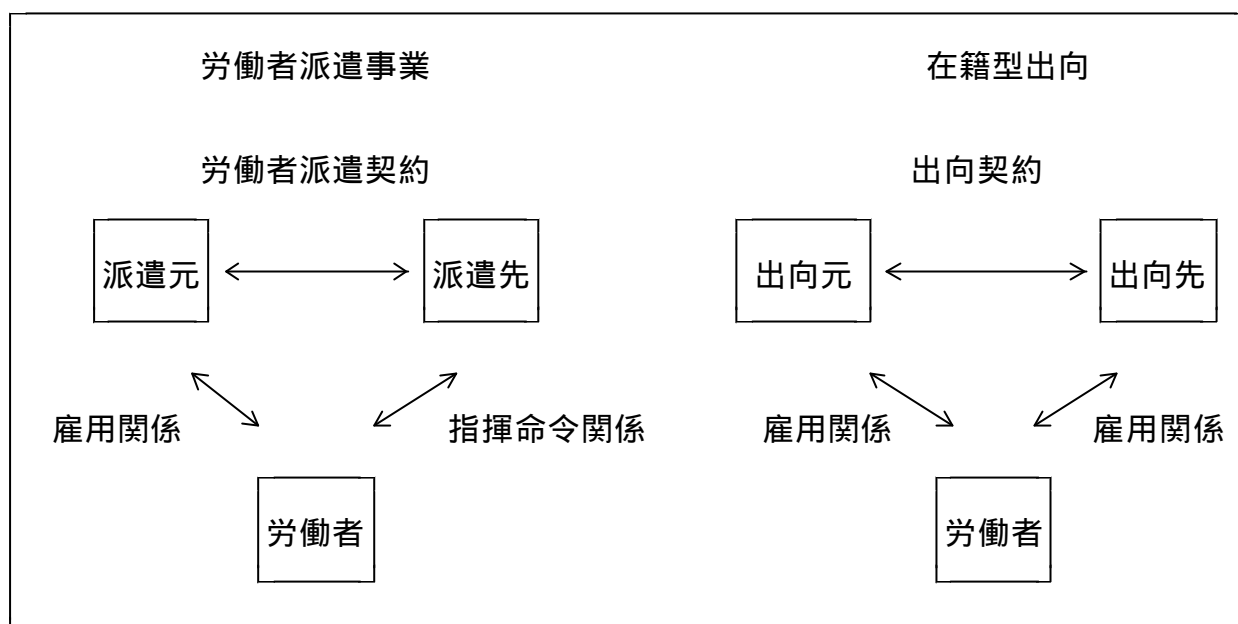 労働者派遣事業
在籍型出向
労働者派遣契約
出向契約
派遣元
派遣先
出向元
出向先
雇用関係
指揮命令関係
雇用関係
雇用関係
労働者
労働者